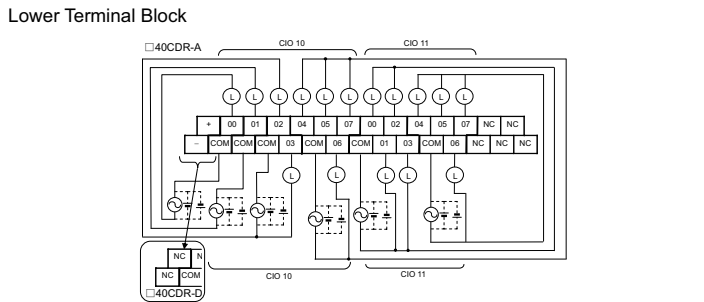 Lower Terminal Block
□40CDR-A
CIO 10
CIO 11
L L L L L L L L L L L
+ 00 01 02 04 05 07 00 02 04 05 07 NC NC
− COM COM COM 03 COM 06 COM 01 03 COM 06 NC NC NC
L L L L L
NC N
NC COM
□40CDR-D
CIO 10
CIO 11